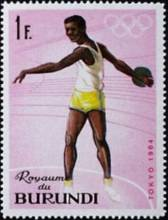 1F.
Royaume
du
BURUNDI
TOKYO 1964